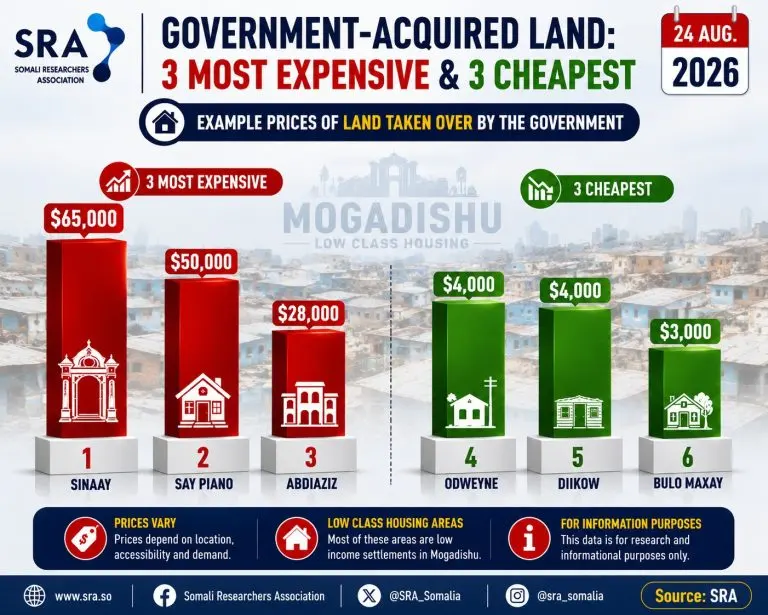 SRA
SOMALI RESEARCHERS
ASSOCIATION
GOVERNMENT-ACQUIRED LAND:
3 MOST EXPENSIVE & 3 CHEAPEST
24 AUG.
2026
EXAMPLE PRICES OF LAND TAKEN OVER BY THE GOVERNMENT
3 MOST EXPENSIVE
3 CHEAPEST
MOGADISHU
LOW CLASS HOUSING
$65,000
$50,000
$28,000
$4,000
$4,000
$3,000
1
2
3
4
5
6
SINAAY
SAY PIANO
ABDIAZIZ
ODWEYNE
DIIKOW
BULO MAXAY
$
PRICES VARY
Prices depend on location,
accessibility and demand.
LOW CLASS HOUSING AREAS
Most of these areas are low
income settlements in Mogadishu.
i
FOR INFORMATION PURPOSES
This data is for research and
informational purposes only.
www.sra.so
Somali Researchers Association
@SRA_Somalia
@sra_somalia
Source: SRA